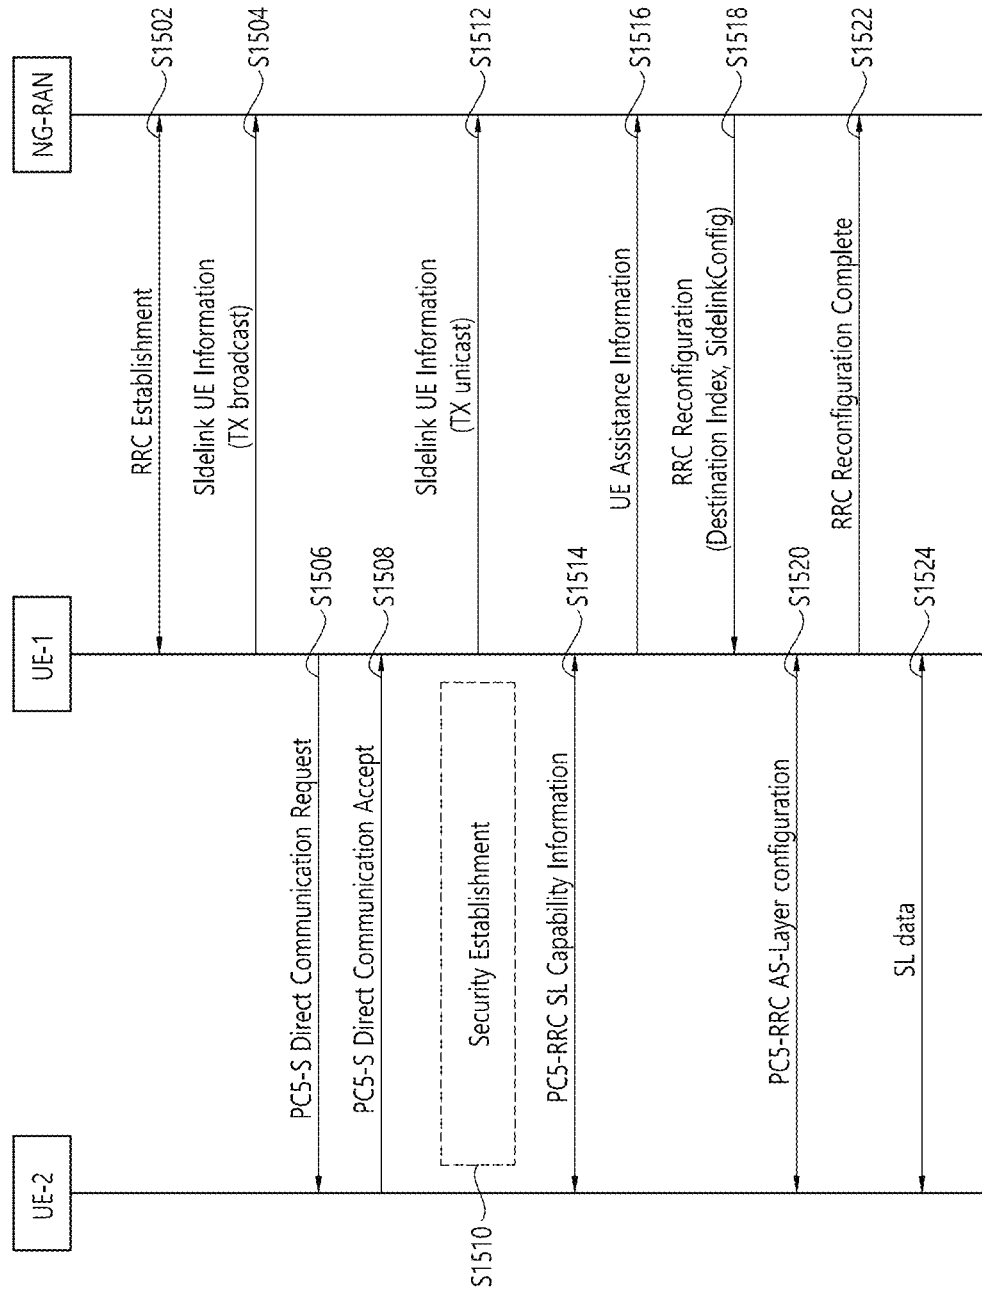 UE-2
UE-1
NG-RAN
RRC Establishment
S1502
SIdelink UE Information
(TX broadcast)
S1504
PC5-S Direct Communication Request
S1506
PC5-S Direct Communication Accept
S1508
S1510
Security Establishment
SIdelink UE Information
(TX unicast)
S1512
PC5-RRC SL Capability Information
S1514
UE Assistance Information
S1516
RRC Reconfiguration
(Destination Index, SidelinkConfig)
S1518
PC5-RRC AS-Layer configuration
S1520
RRC Reconfiguration Complete
S1522
SL data
S1524